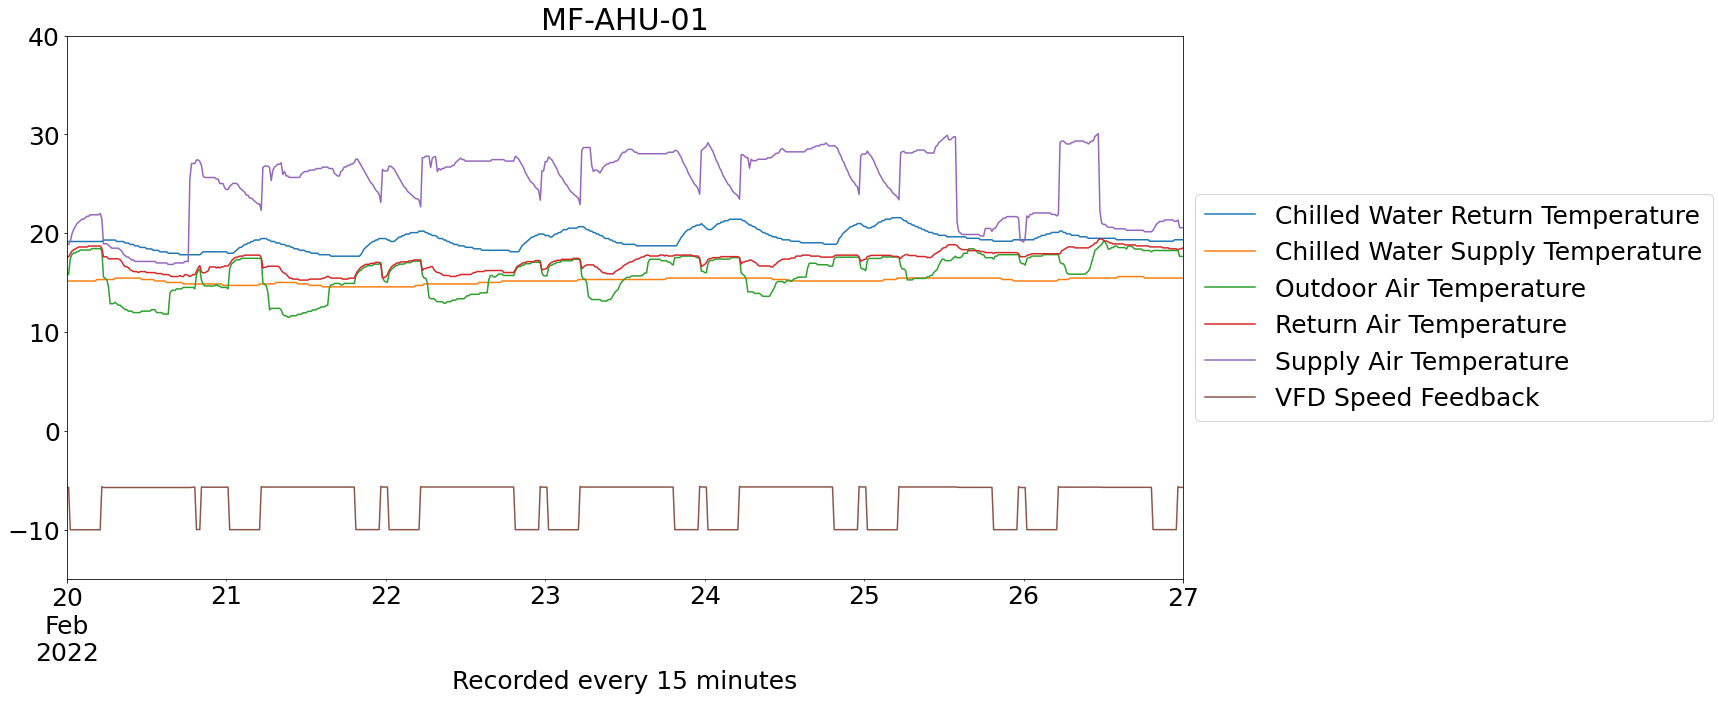 MF-AHU-01
40
30
20
10
0
−10
20
Feb
2022
21
22
23
24
25
26
27
Recorded every 15 minutes
Chilled Water Return Temperature
Chilled Water Supply Temperature
Outdoor Air Temperature
Return Air Temperature
Supply Air Temperature
VFD Speed Feedback